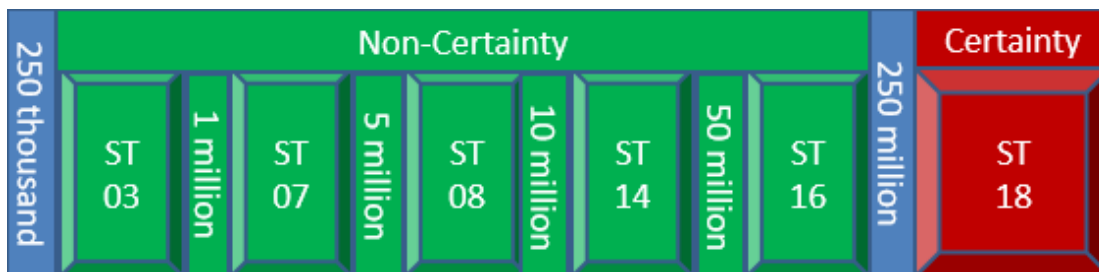 250 thousand
Non-Certainty
ST
03
1 million
ST
07
5 million
ST
08
10 million
ST
14
50 million
ST
16
250 million
Certainty
ST
18